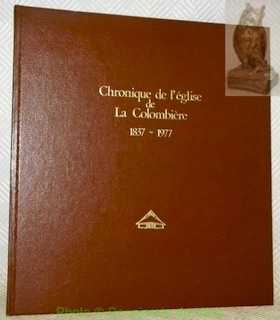 Chronique de l'église
de
La Colombière
1837 - 1977